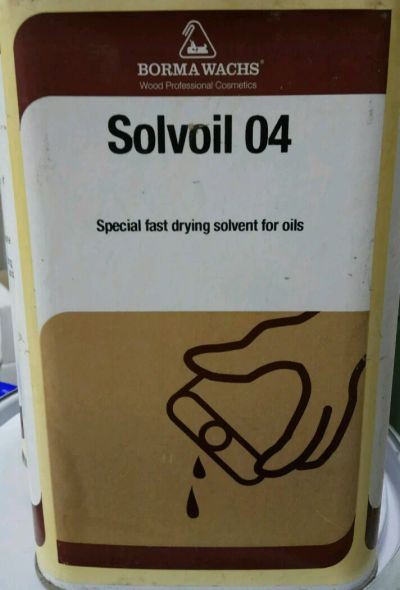 BORMA WACHS®
Wood Professional Cosmetics
Solvoil 04
Special fast drying solvent for oils